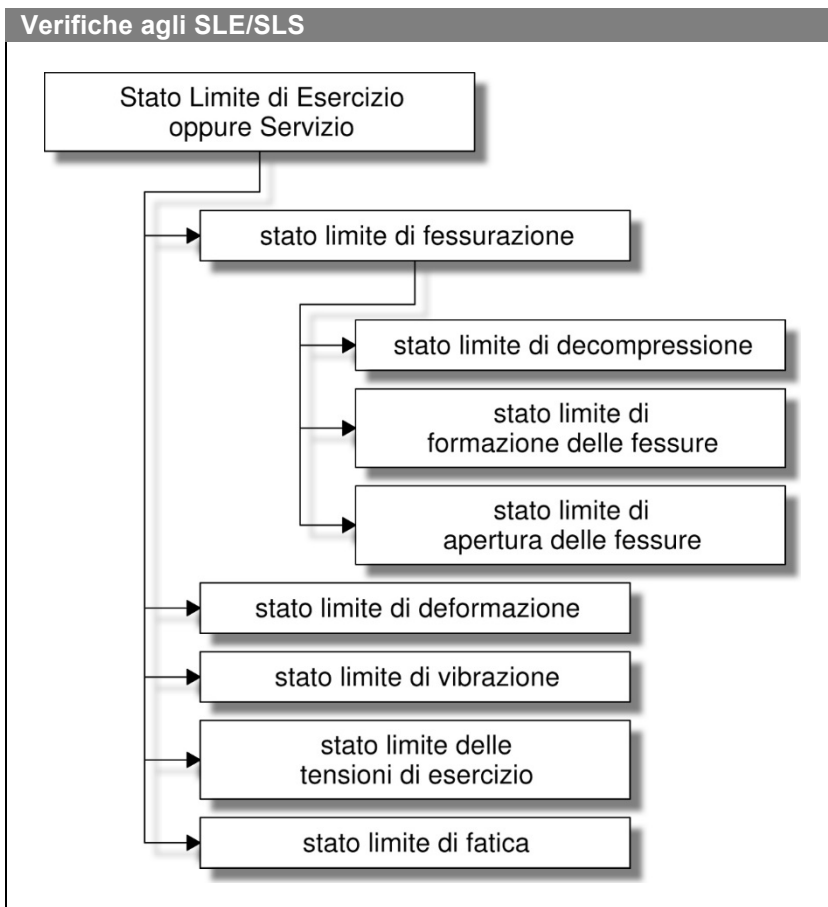 Verifiche agli SLE/SLS
Stato Limite di Esercizio
oppure Servizio
stato limite di fessurazione
stato limite di decompressione
stato limite di
formazione delle fessure
stato limite di
apertura delle fessure
stato limite di deformazione
stato limite di vibrazione
stato limite delle
tensioni di esercizio
stato limite di fatica